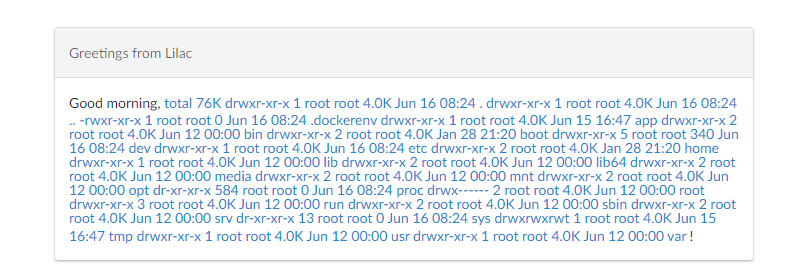 Greetings from Lilac
Good morning, total 76K drwxr-xr-x 1 root root 4.0K Jun 16 08:24 . drwxr-xr-x 1 root root 4.0K Jun 16 08:24
.. -rwxr-xr-x 1 root root 0 Jun 16 08:24 .dockerenv drwxr-xr-x 1 root root 4.0K Jun 15 16:47 app drwxr-xr-x 2
root root 4.0K Jun 12 00:00 bin drwxr-xr-x 2 root root 4.0K Jan 28 21:20 boot drwxr-xr-x 5 root root 340 Jun
16 08:24 dev drwxr-xr-x 1 root root 4.0K Jun 16 08:24 etc drwxr-xr-x 2 root root 4.0K Jan 28 21:20 home
drwxr-xr-x 1 root root 4.0K Jun 12 00:00 lib drwxr-xr-x 2 root root 4.0K Jun 12 00:00 lib64 drwxr-xr-x 2 root
root 4.0K Jun 12 00:00 media drwxr-xr-x 2 root root 4.0K Jun 12 00:00 mnt drwxr-xr-x 2 root root 4.0K Jun
12 00:00 opt dr-xr-xr-x 584 root root 0 Jun 16 08:24 proc drwx------ 2 root root 4.0K Jun 12 00:00 root
drwxr-xr-x 3 root root 4.0K Jun 12 00:00 run drwxr-xr-x 2 root root 4.0K Jun 12 00:00 sbin drwxr-xr-x 2 root
root 4.0K Jun 12 00:00 srv dr-xr-xr-x 13 root root 0 Jun 16 08:24 sys drwxrwxrwt 1 root root 4.0K Jun 15
16:47 tmp drwxr-xr-x 1 root root 4.0K Jun 12 00:00 usr drwxr-xr-x 1 root root 4.0K Jun 12 00:00 var !